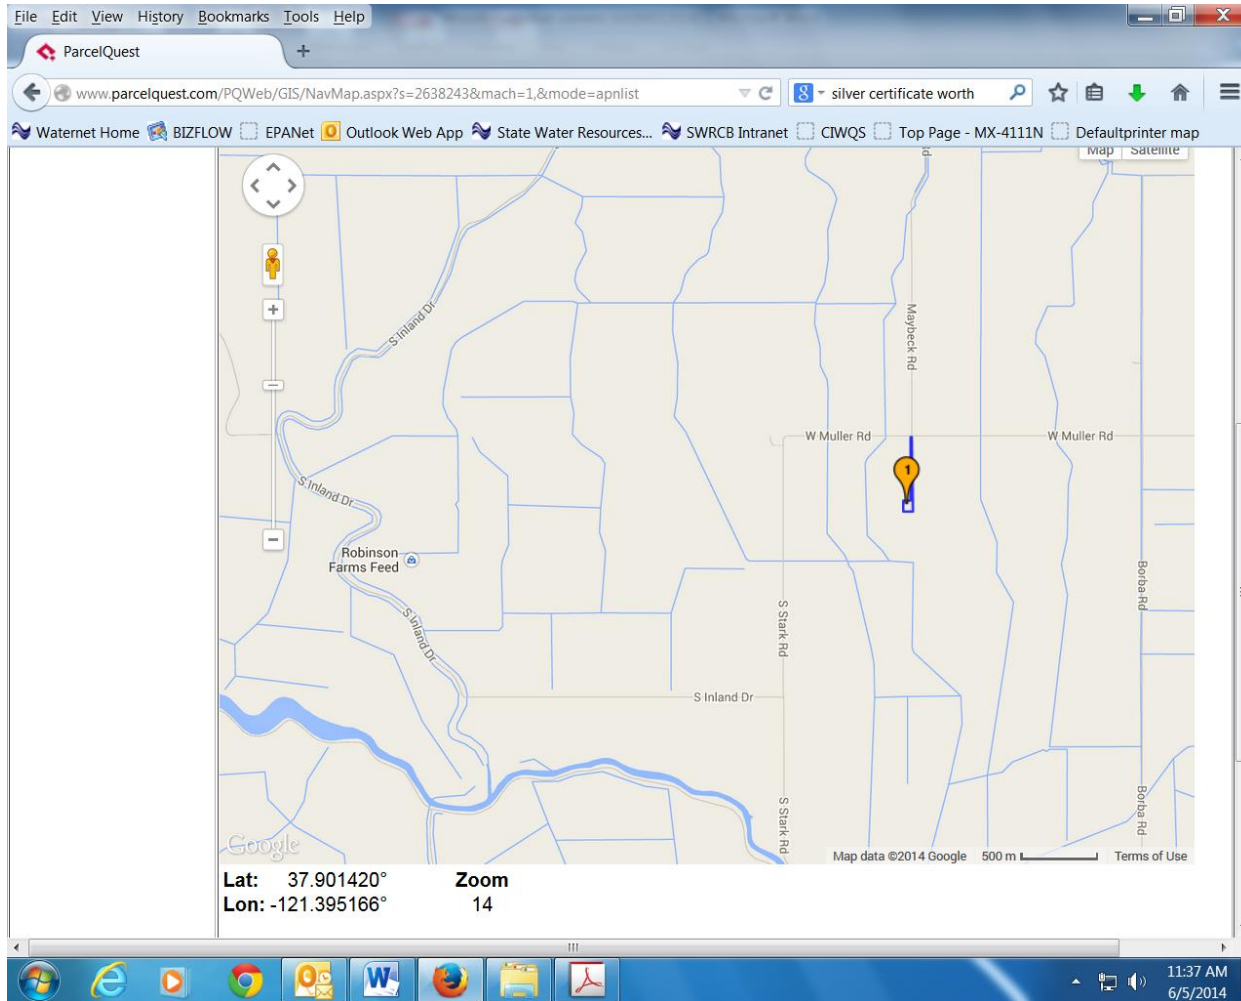 File Edit View History Bookmarks Tools Help
ParcelQuest
www.parcelquest.com/PQWeb/GIS/NavMap.aspx?s=2638243&mach=1,&mode=apnlist
silver certificate worth
Waternet Home BIZFLOW EPANet Outlook Web App State Water Resources... SWRCB Intranet CIWQS Top Page - MX-4111N Defaultprinter map
Map Satellite
S Inland Dr
Maybeck Rd
W Muller Rd
W Muller Rd
1
S Inland Dr
Robinson
Farms Feed
Borba Rd
S Inland Dr
S Stark Rd
S Inland Dr
S Stark Rd
Borba Rd
Google
Map data ©2014 Google 500 m Terms of Use
Lat: 37.901420° Zoom
Lon: -121.395166° 14
11:37 AM
6/5/2014